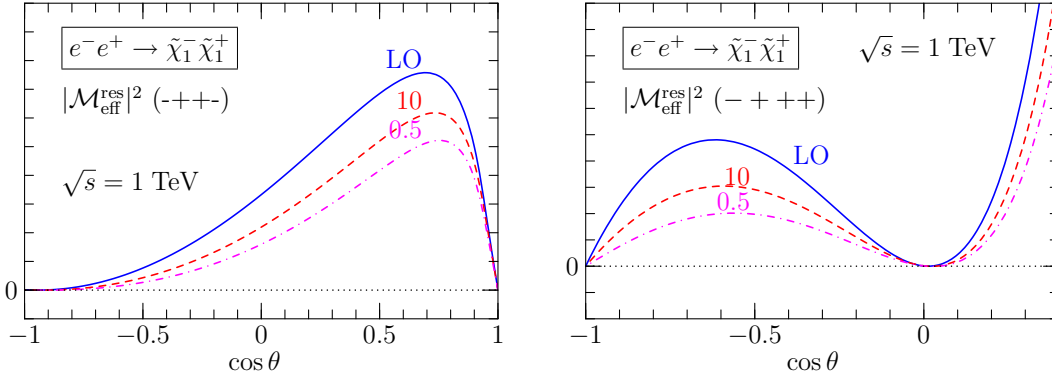 e⁻e⁺ → χ̃₁⁻χ̃₁⁺
|ℳ_eff^res|² (-++-)
√s = 1 TeV
LO
10
0.5
0
−1
−0.5
0
0.5
1
cos θ
e⁻e⁺ → χ̃₁⁻χ̃₁⁺
√s = 1 TeV
|ℳ_eff^res|² (− + ++)
LO
10
0.5
0
−1
−0.5
0
cos θ